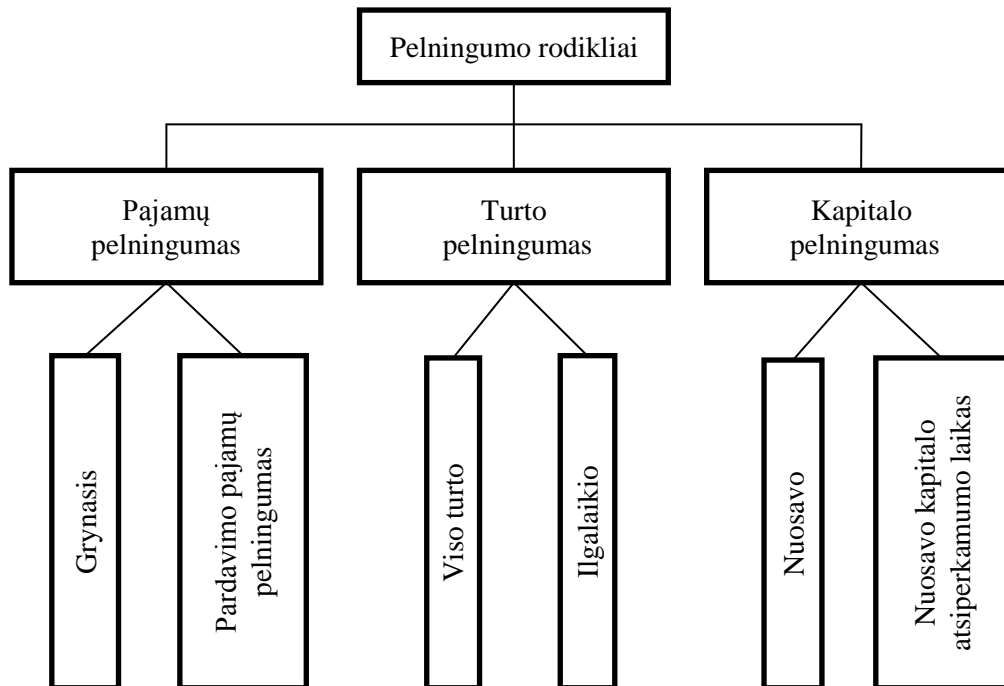 Pelningumo rodikliai
Pajamų
pelningumas
Turto
pelningumas
Kapitalo
pelningumas
Grynasis
Pardavimo pajamų
pelningumas
Viso turto
Ilgalaikio
Nuosavo
Nuosavo kapitalo
atsiperkamumo laikas